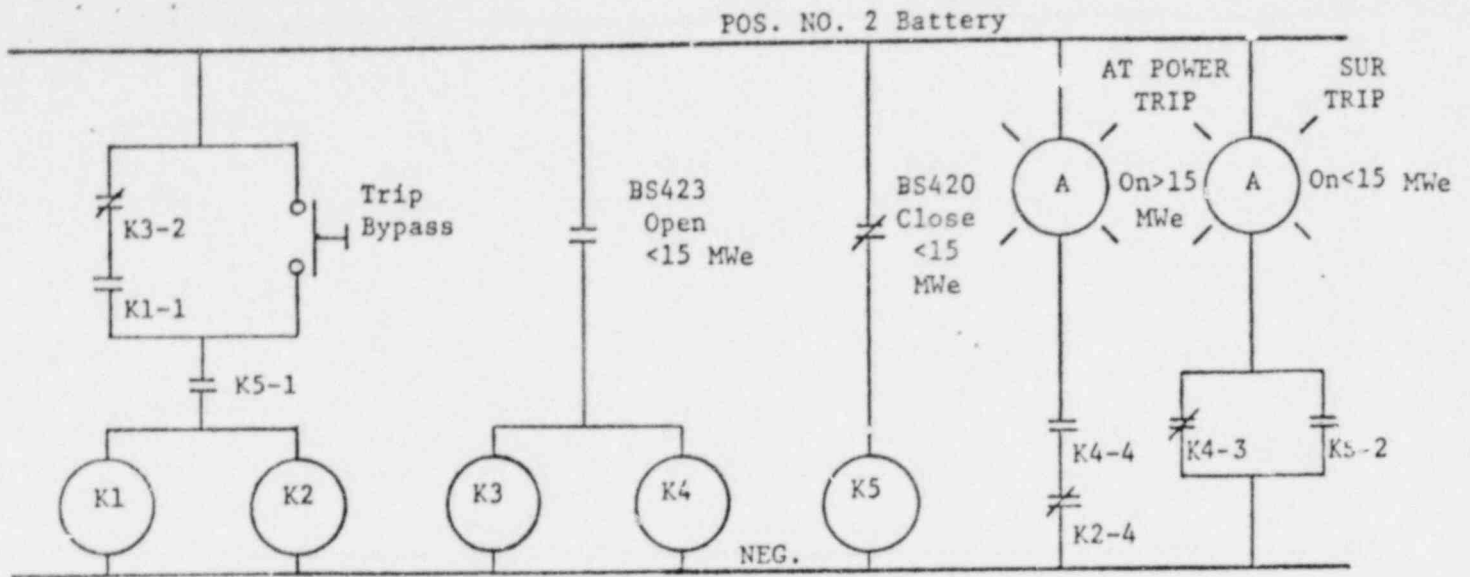 POS. NO. 2 Battery
AT POWER
TRIP
SUR
TRIP
Trip
Bypass
K3-2
K1-1
K5-1
BS423
Open
<15 MWe
BS420
Close
<15
MWe
A
On>15
MWe
A
On<15 MWe
K4-4
K2-4
K4-3
K5-2
K1
K2
K3
K4
K5
NEG.